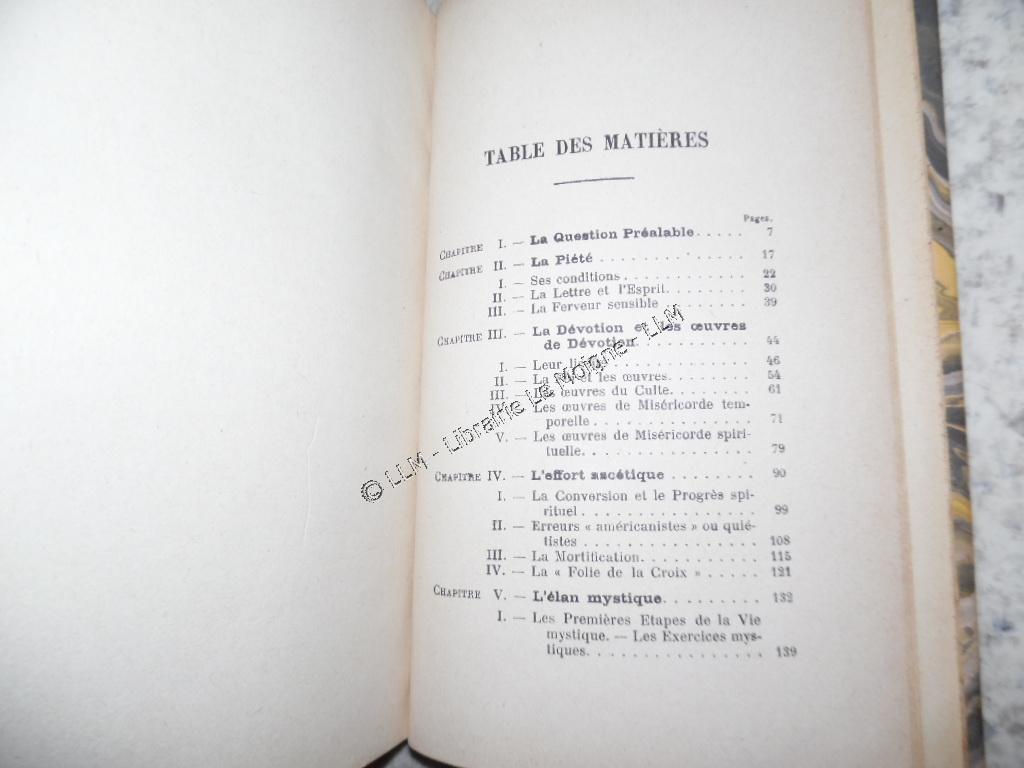 TABLE DES MATIÈRES
Pages.
CHAPITRE I. — La Question Préalable. . . . . 7
CHAPITRE II. — La Piété . . . . . . . . . . . 17
I. — Ses conditions . . . . . . . . . . 22
II. — La Lettre et l'Esprit. . . . . . . . 30
III. — La Ferveur sensible . . . . . . . . 39
CHAPITRE III. — La Dévotion et les œuvres
de Dévotion . . . . . . . . . . 44
I. — Leur . . . . . . . . . . 46
II. — La et les œuvres. . . . . . . 54
III. — Les œuvres du Culte. . . . . . . 61
IV. — Les œuvres de Miséricorde tem-
porelle . . . . . . . . . . . . 71
V. — Les œuvres de Miséricorde spiri-
tuelle. . . . . . . . . . . . . 79
CHAPITRE IV. — L'effort ascétique . . . . . . . 90
I. — La Conversion et le Progrès spi-
rituel . . . . . . . . . . . . . 99
II. — Erreurs « américanistes » ou quié-
tistes . . . . . . . . . . . . . 108
III. — La Mortification. . . . . . . . . . 115
IV. — La « Folie de la Croix » . . . . . 121
CHAPITRE V. — L'élan mystique. . . . . . . . . 132
I. — Les Premières Etapes de la Vie
mystique. — Les Exercices mys-
tiques. . . . . . . . . . . . . . 139
© LLM - Librairie Le Moigne - LLM